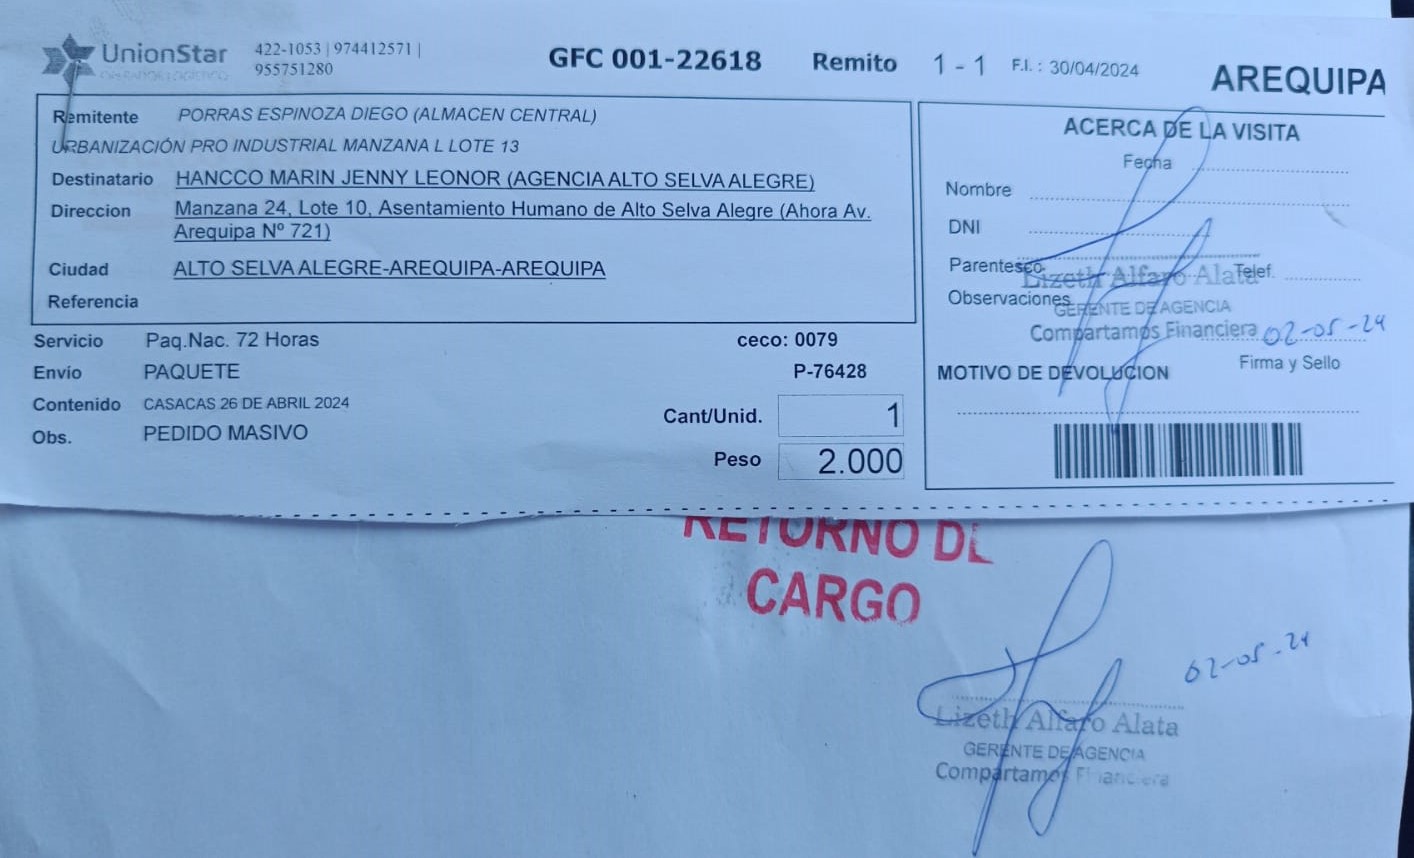 UnionStar
OPERADOR LOGISTICO
422-1053 | 974412571 |
955751280
GFC 001-22618
Remito
1 - 1
F.I. : 30/04/2024
AREQUIPA
Remitente
PORRAS ESPINOZA DIEGO (ALMACEN CENTRAL)
URBANIZACIÓN PRO INDUSTRIAL MANZANA L LOTE 13
Destinatario
HANCCO MARIN JENNY LEONOR (AGENCIA ALTO SELVA ALEGRE)
Direccion
Manzana 24, Lote 10, Asentamiento Humano de Alto Selva Alegre (Ahora Av.
Arequipa Nº 721)
Ciudad
ALTO SELVA ALEGRE-AREQUIPA-AREQUIPA
Referencia
Servicio
Paq.Nac. 72 Horas
ceco: 0079
Envío
PAQUETE
P-76428
Contenido
CASACAS 26 DE ABRIL 2024
Cant/Unid.
1
Obs.
PEDIDO MASIVO
Peso
2.000
ACERCA DE LA VISITA
Fecha
Nombre
DNI
Parentesco
Telef.
Lizeth Alfaro Alata
Observaciones
GERENTE DE AGENCIA
Compartamos Financiera
02-05-24
Firma y Sello
MOTIVO DE DEVOLUCION
RETORNO DE
CARGO
02-05-24
Lizeth Alfaro Alata
GERENTE DE AGENCIA
Compartamos Financiera